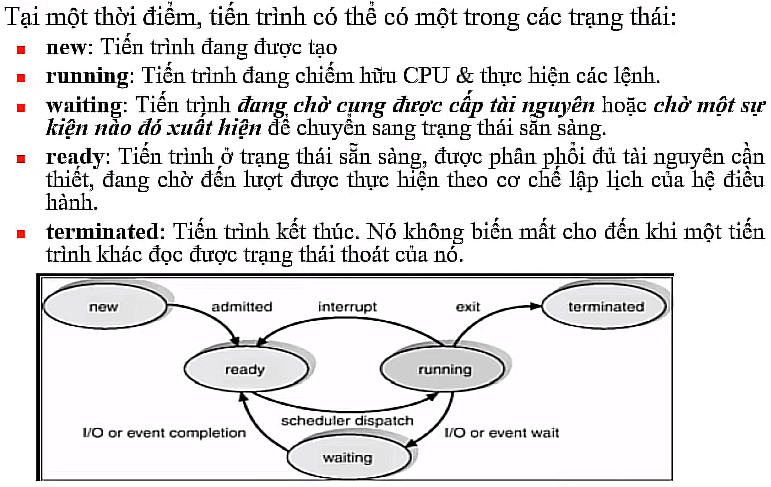 Tại một thời điểm, tiến trình có thể có một trong các trạng thái:
new: Tiến trình đang được tạo
running: Tiến trình đang chiếm hữu CPU & thực hiện các lệnh.
waiting: Tiến trình đang chờ cung được cấp tài nguyên hoặc chờ một sự
kiện nào đó xuất hiện để chuyển sang trạng thái sẵn sàng.
ready: Tiến trình ở trạng thái sẵn sàng, được phân phối đủ tài nguyên cần
thiết, đang chờ đến lượt được thực hiện theo cơ chế lập lịch của hệ điều
hành.
terminated: Tiến trình kết thúc. Nó không biến mất cho đến khi một tiến
trình khác đọc được trạng thái thoát của nó.
new admitted interrupt exit terminated
ready running
scheduler dispatch
I/O or event completion I/O or event wait
waiting